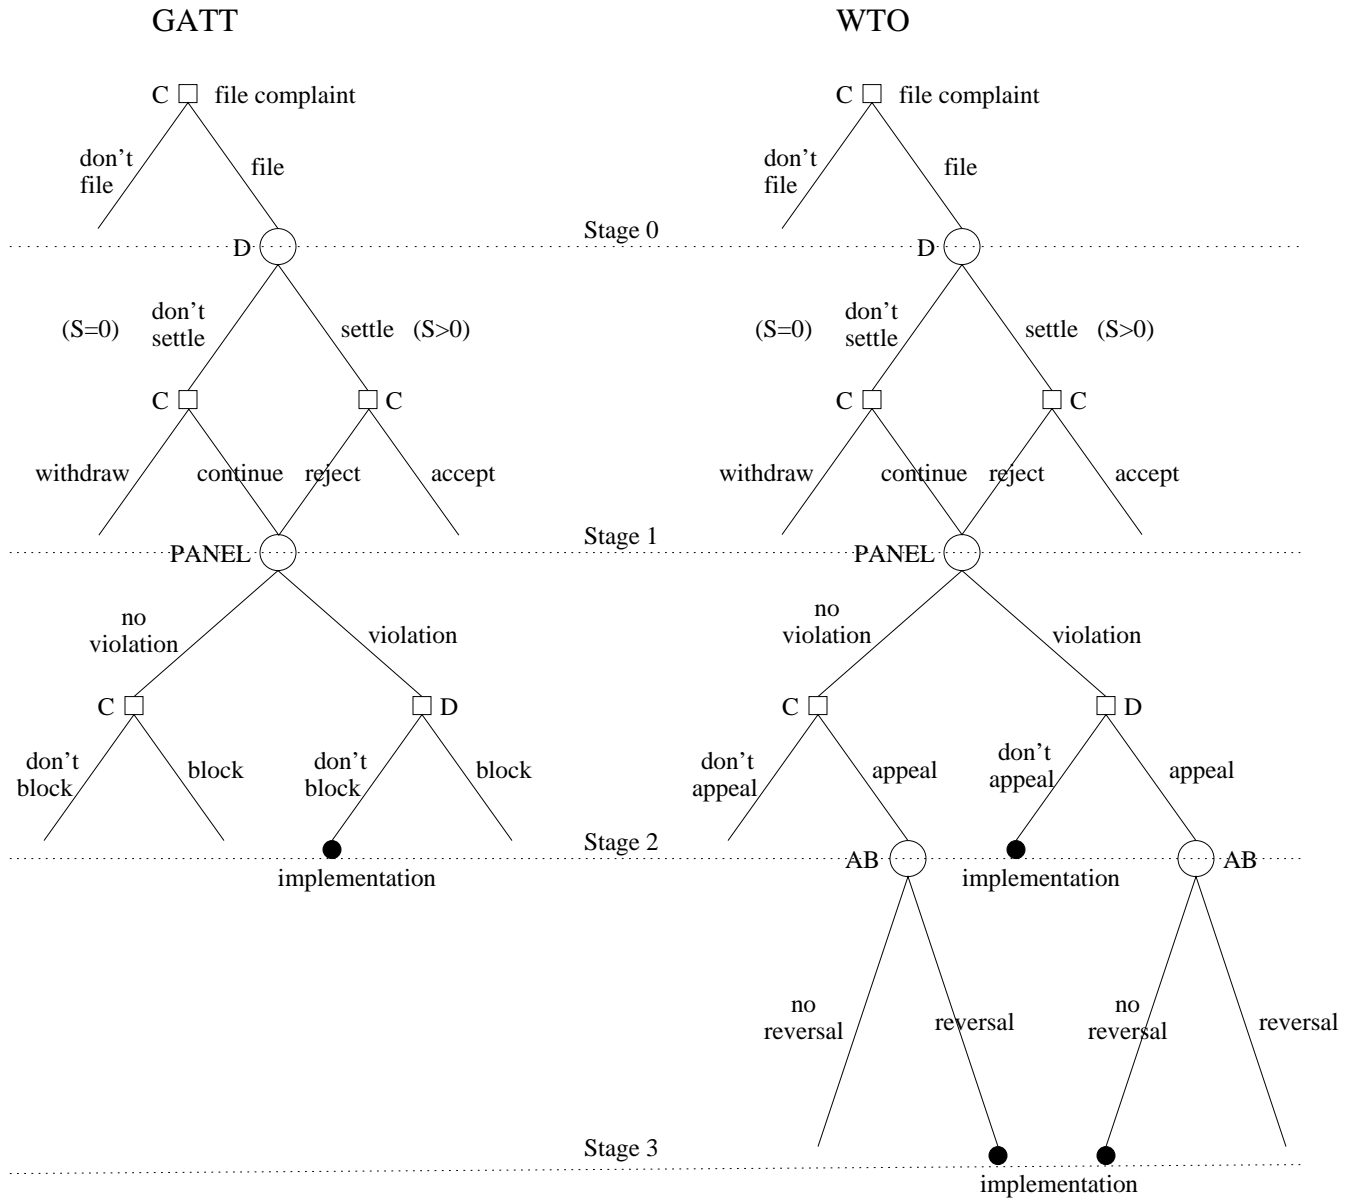 GATT
WTO
C file complaint
C file complaint
don't
file
file
don't
file
file
Stage 0
D
D
(S=0)
don't
settle
settle (S>0)
(S=0)
don't
settle
settle (S>0)
C
C
C
C
withdraw
continue
reject
accept
withdraw
continue
reject
accept
Stage 1
PANEL
PANEL
no
violation
violation
no
violation
violation
C
D
C
D
don't
block
block
don't
block
block
don't
appeal
appeal
don't
appeal
appeal
Stage 2
AB
AB
implementation
implementation
no
reversal
reversal
no
reversal
reversal
Stage 3
implementation